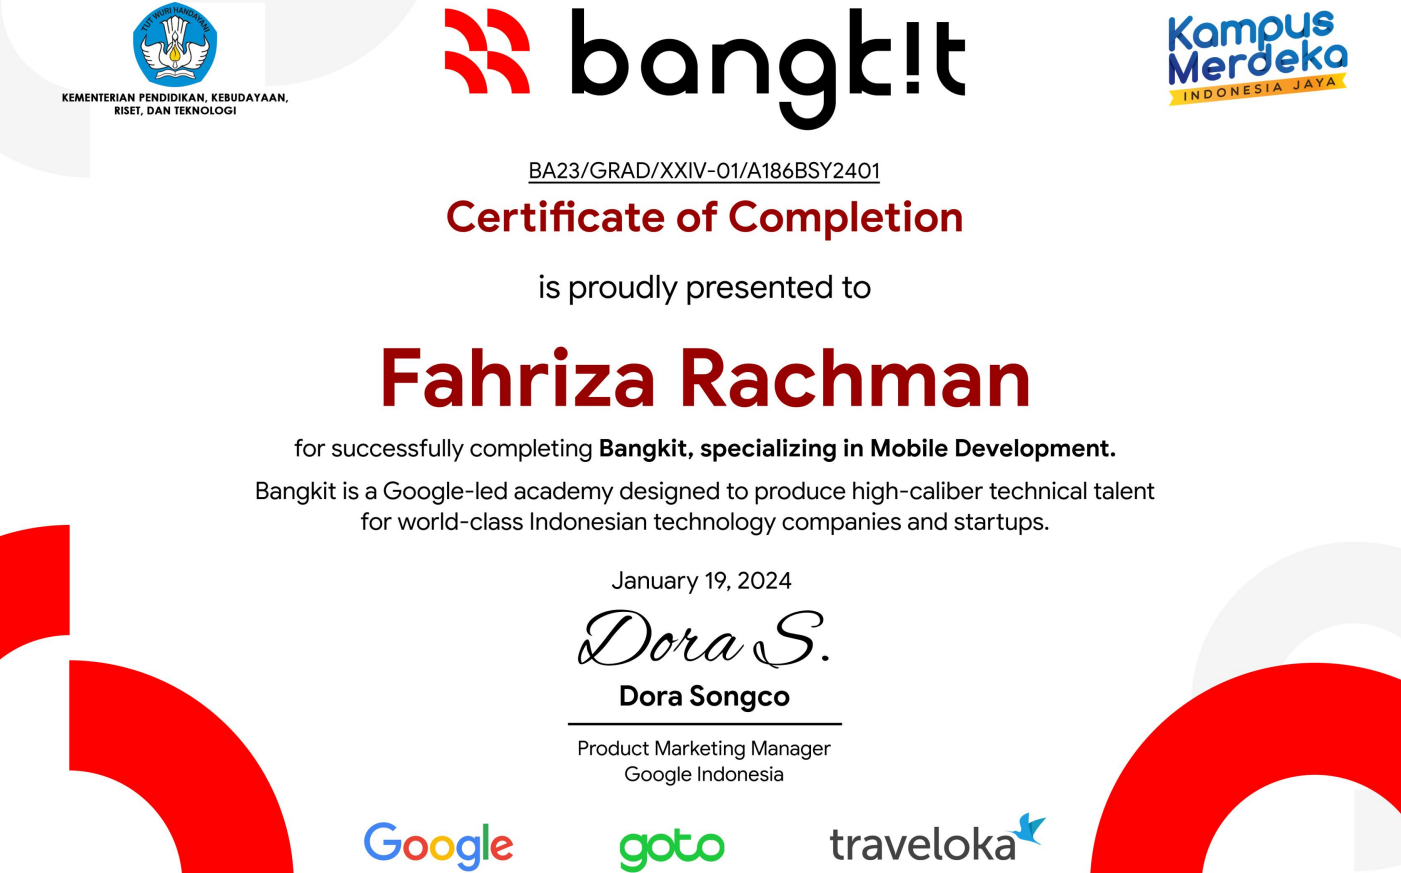 TUT WURI HANDAYANI
KEMENTERIAN PENDIDIKAN, KEBUDAYAAN,
RISET, DAN TEKNOLOGI
bangk!t
Kampus
Merdeka
INDONESIA JAYA
BA23/GRAD/XXIV-01/A186BSY2401
Certificate of Completion
is proudly presented to
Fahriza Rachman
for successfully completing Bangkit, specializing in Mobile Development.
Bangkit is a Google-led academy designed to produce high-caliber technical talent
for world-class Indonesian technology companies and startups.
January 19, 2024
Dora S.
Dora Songco
Product Marketing Manager
Google Indonesia
Google
goto
traveloka